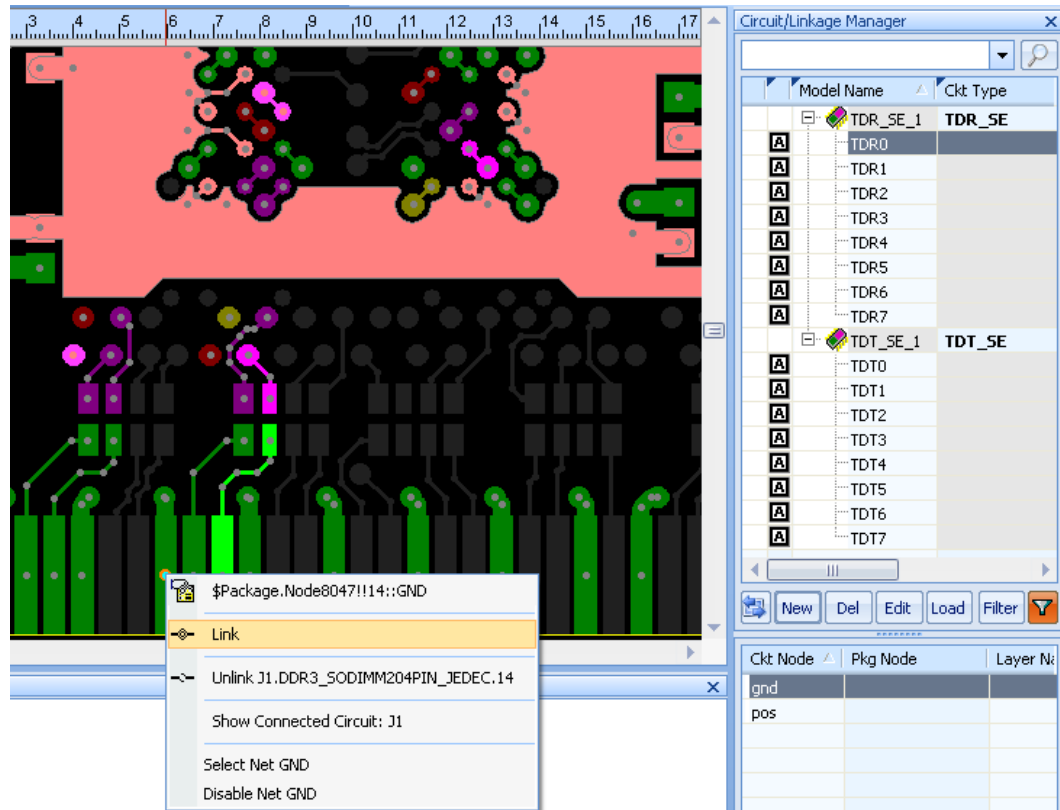 3 4 5 6 7 8 9 10 11 12 13 14 15 16 17
Circuit/Linkage Manager
Model Name Ckt Type
TDR_SE_1 TDR_SE
A TDR0
A TDR1
A TDR2
A TDR3
A TDR4
A TDR5
A TDR6
A TDR7
TDT_SE_1 TDT_SE
A TDT0
A TDT1
A TDT2
A TDT3
A TDT4
A TDT5
A TDT6
A TDT7
New Del Edit Load Filter
$Package.Node8047!!14::GND
Link
Unlink J1.DDR3_SODIMM204PIN_JEDEC.14
Show Connected Circuit: J1
Select Net GND
Disable Net GND
Ckt Node Pkg Node Layer Na
gnd
pos